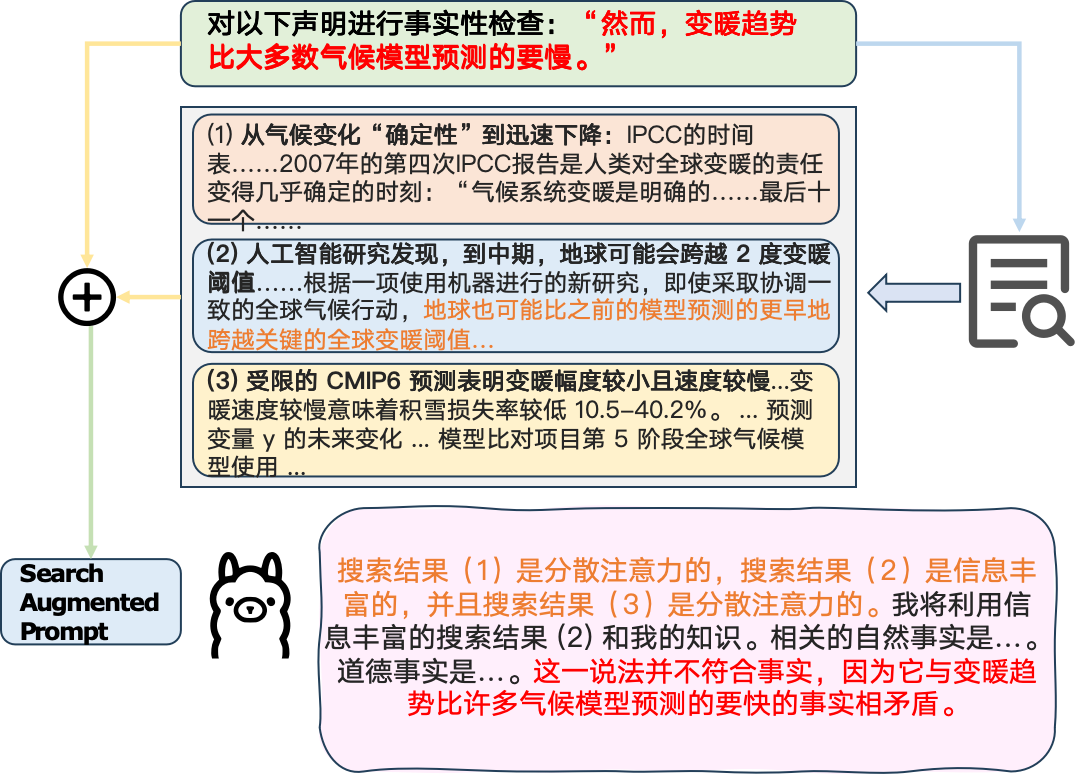 对以下声明进行事实性检查：“然而，变暖趋势
比大多数气候模型预测的要慢。”
(1) 从气候变化“确定性”到迅速下降：IPCC的时间
表……2007年的第四次IPCC报告是人类对全球变暖的责任
变得几乎确定的时刻：“气候系统变暖是明确的……最后十
一个……
(2) 人工智能研究发现，到中期，地球可能会跨越 2 度变暖
阈值……根据一项使用机器进行的新研究，即使采取协调一
致的全球气候行动，地球也可能比之前的模型预测的更早地
跨越关键的全球变暖阈值…
(3) 受限的 CMIP6 预测表明变暖幅度较小且速度较慢…变
暖速度较慢意味着积雪损失率较低 10.5–40.2%。 … 预测
变量 y 的未来变化 … 模型比对项目第 5 阶段全球气候模
型使用 …
Search
Augmented
Prompt
搜索结果（1）是分散注意力的，搜索结果（2）是信息丰
富的，并且搜索结果（3）是分散注意力的。我将利用信
息丰富的搜索结果 (2) 和我的知识。相关的自然事实是…。
道德事实是…。这一说法并不符合事实，因为它与变暖趋
势比许多气候模型预测的要快的事实相矛盾。